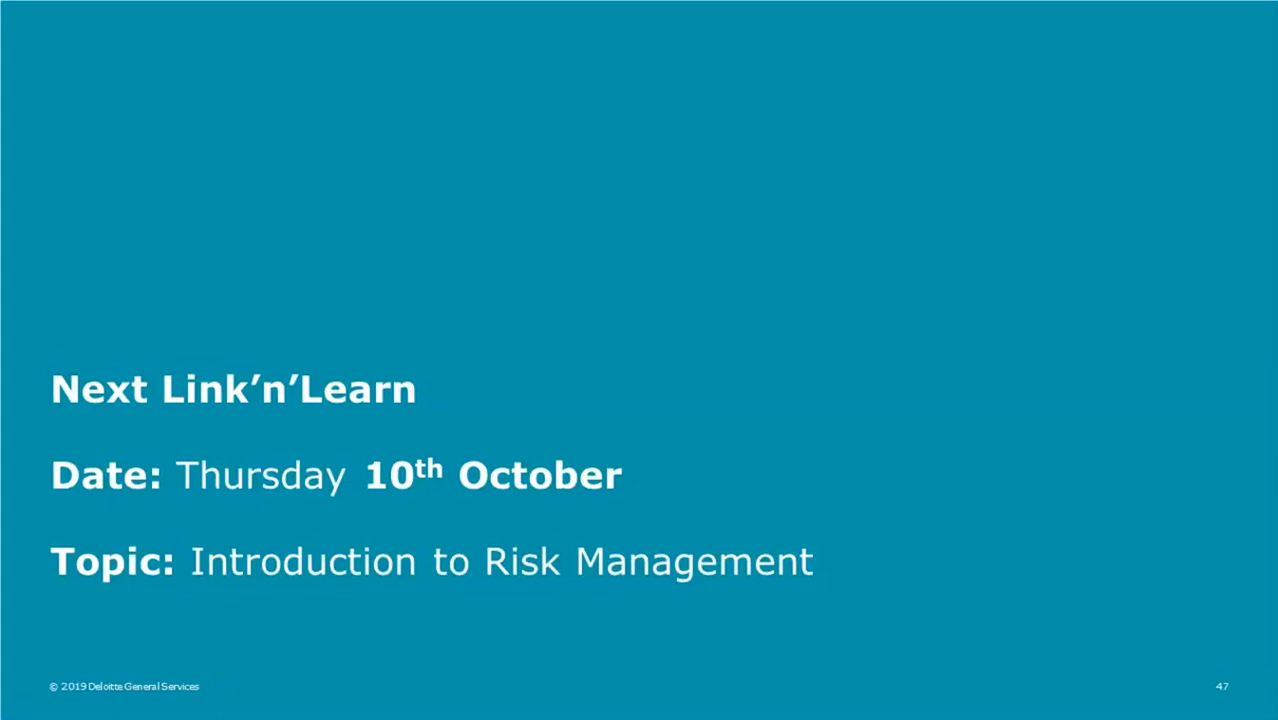 Next Link’n’Learn
Date: Thursday 10th October
Topic: Introduction to Risk Management
© 2019 Deloitte General Services
47